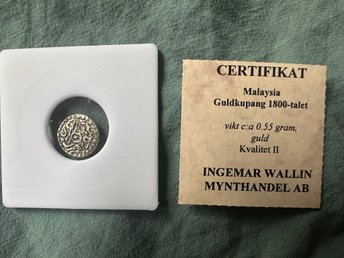 CERTIFIKAT
Malaysia
Guldkupang 1800-talet
vikt c:a 0.55 gram,
guld
Kvalitet II
INGEMAR WALLIN
MYNTHANDEL AB